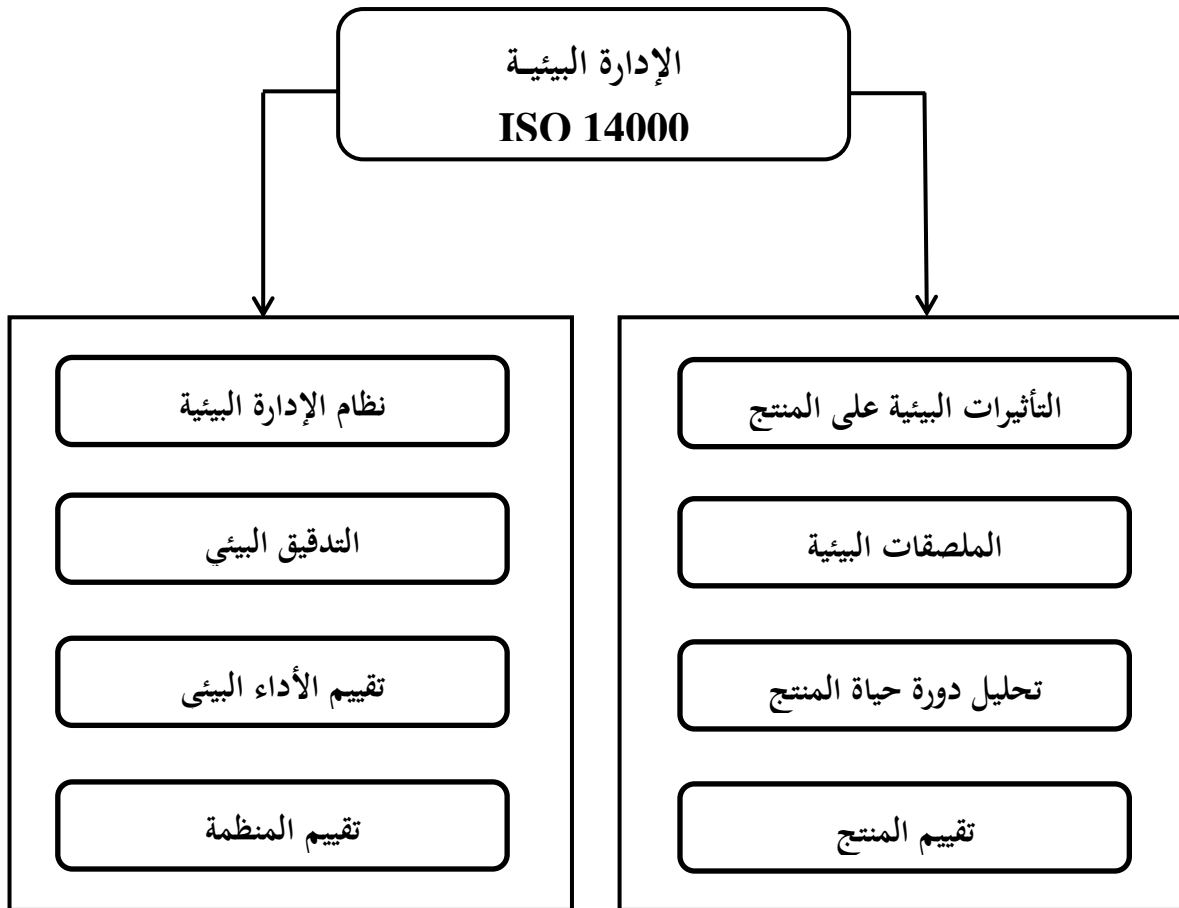 الإدارة البيئيـة
ISO 14000
التأثيرات البيئية على المنتج
الملصقات البيئية
تحليل دورة حياة المنتج
تقييم المنتج
نظام الإدارة البيئية
التدقيق البيئي
تقييم الأداء البيئى
تقييم المنظمة